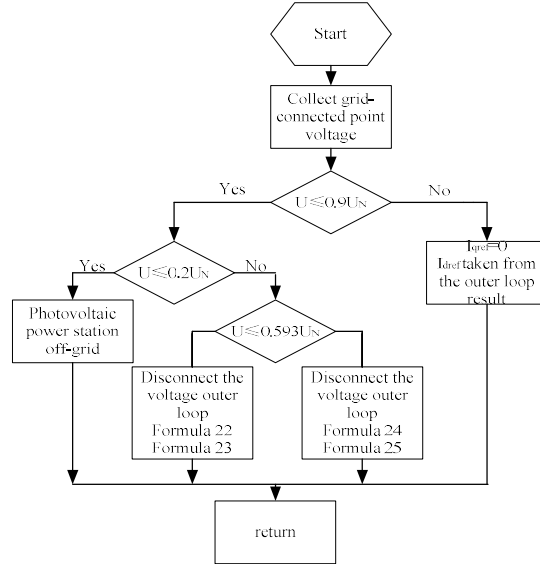 Start
Collect grid-
connected point
voltage
U≤0.9UN
Yes
No
U≤0.2UN
Yes
No
Iqref=0
Idref taken from
the outer loop
result
Photovoltaic
power station
off-grid
U≤0.593UN
Disconnect the
voltage outer
loop
Formula 22
Formula 23
Disconnect the
voltage outer
loop
Formula 24
Formula 25
return